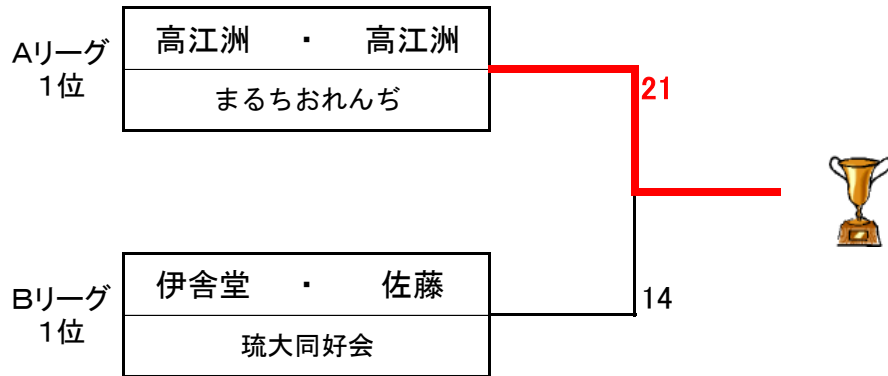 Aリーグ
1位
高江洲 ・ 高江洲
まるちおれんぢ
21
Bリーグ
1位
伊舎堂 ・ 佐藤
琉大同好会
14